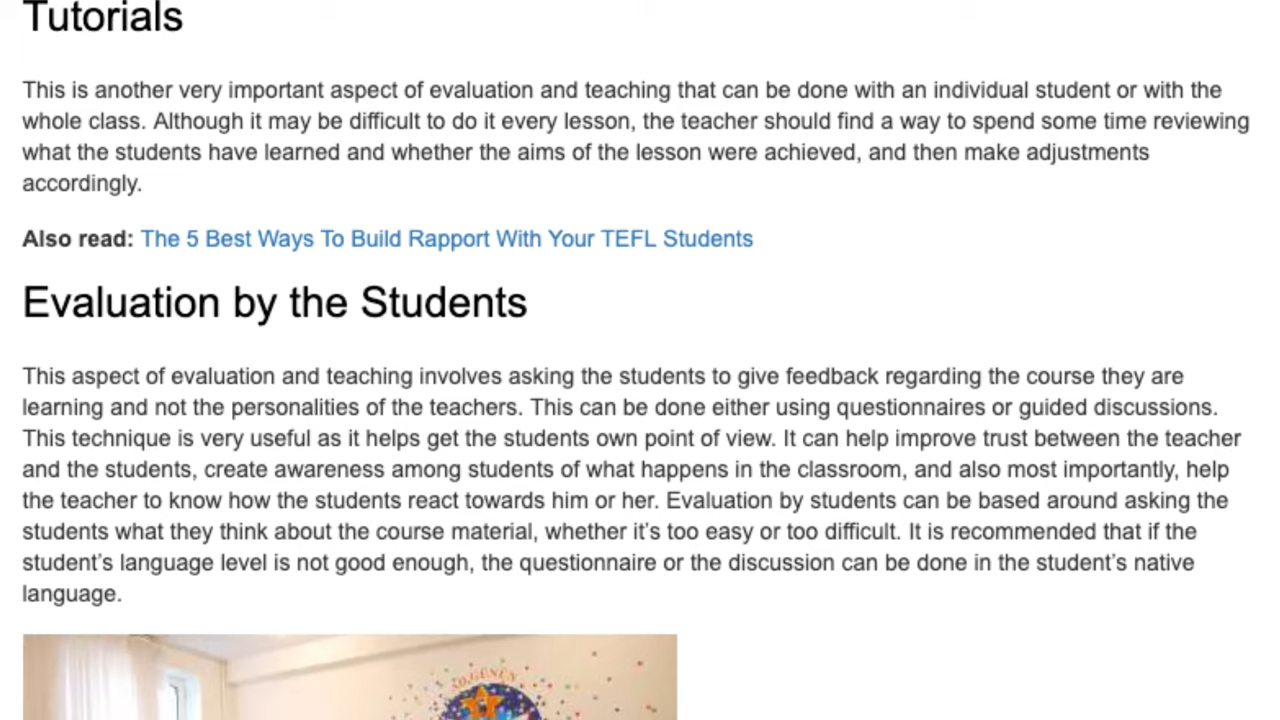 Tutorials
This is another very important aspect of evaluation and teaching that can be done with an individual student or with the
whole class. Although it may be difficult to do it every lesson, the teacher should find a way to spend some time reviewing
what the students have learned and whether the aims of the lesson were achieved, and then make adjustments
accordingly.
Also read: The 5 Best Ways To Build Rapport With Your TEFL Students
Evaluation by the Students
This aspect of evaluation and teaching involves asking the students to give feedback regarding the course they are
learning and not the personalities of the teachers. This can be done either using questionnaires or guided discussions.
This technique is very useful as it helps get the students own point of view. It can help improve trust between the teacher
and the students, create awareness among students of what happens in the classroom, and also most importantly, help
the teacher to know how the students react towards him or her. Evaluation by students can be based around asking the
students what they think about the course material, whether it’s too easy or too difficult. It is recommended that if the
student’s language level is not good enough, the questionnaire or the discussion can be done in the student’s native
language.